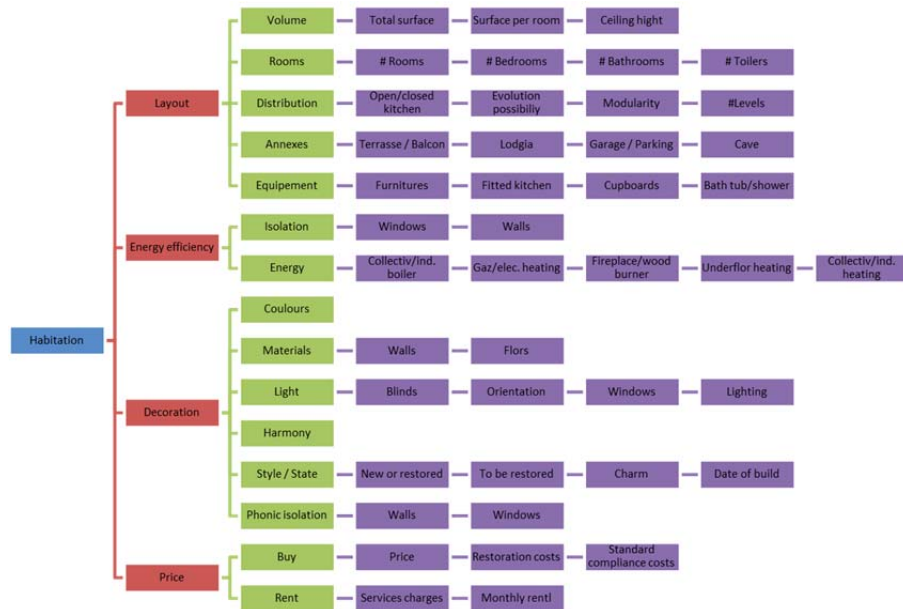 Volume
Total surface
Surface per room
Ceiling hight
Rooms
# Rooms
# Bedrooms
# Bathrooms
# Toilers
Layout
Distribution
Open/closed
kitchen
Evolution
possibiliy
Modularity
#Levels
Annexes
Terrasse / Balcon
Lodgia
Garage / Parking
Cave
Equipement
Furnitures
Fitted kitchen
Cupboards
Bath tub/shower
Energy efficiency
Isolation
Windows
Walls
Energy
Collectiv/ind.
boiler
Gaz/elec. heating
Fireplace/wood
burner
Underflor heating
Collectiv/ind.
heating
Habitation
Decoration
Coulours
Materials
Walls
Flors
Light
Blinds
Orientation
Windows
Lighting
Harmony
Style / State
New or restored
To be restored
Charm
Date of build
Phonic isolation
Walls
Windows
Price
Buy
Price
Restoration costs
Standard
compliance costs
Rent
Services charges
Monthly rentl